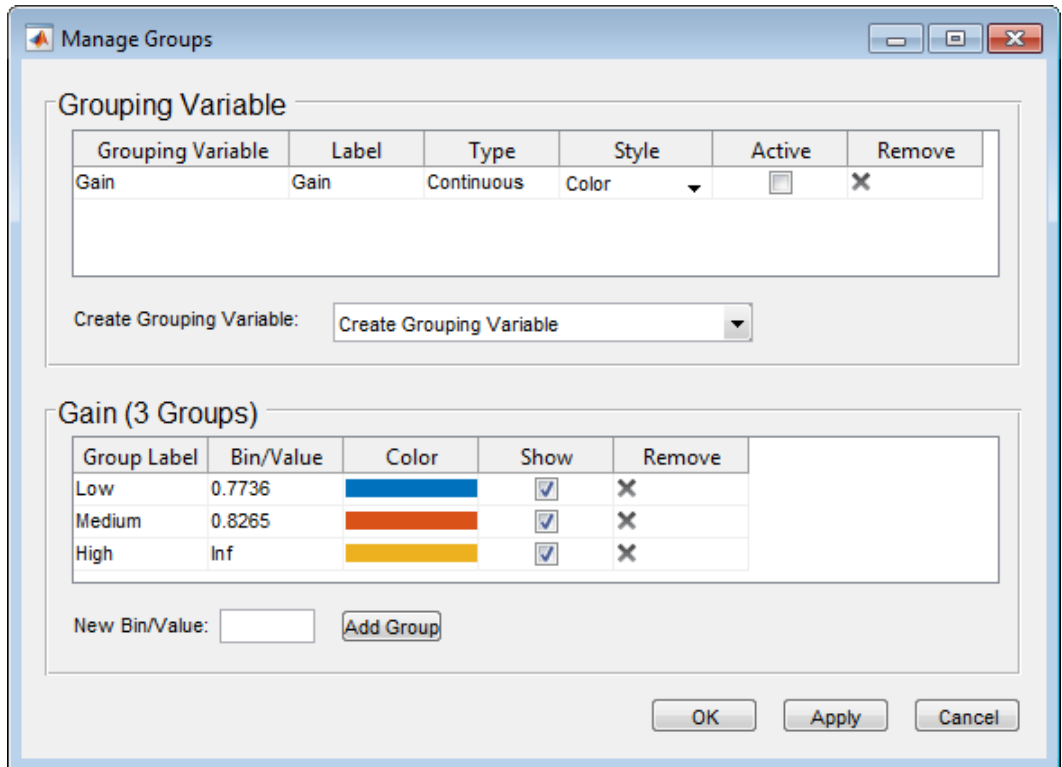 Manage Groups
Grouping Variable
Grouping Variable Label Type Style Active Remove
Gain Gain Continuous Color
Create Grouping Variable: Create Grouping Variable
Gain (3 Groups)
Group Label Bin/Value Color Show Remove
Low 0.7736
Medium 0.8265
High Inf
New Bin/Value: Add Group
OK Apply Cancel